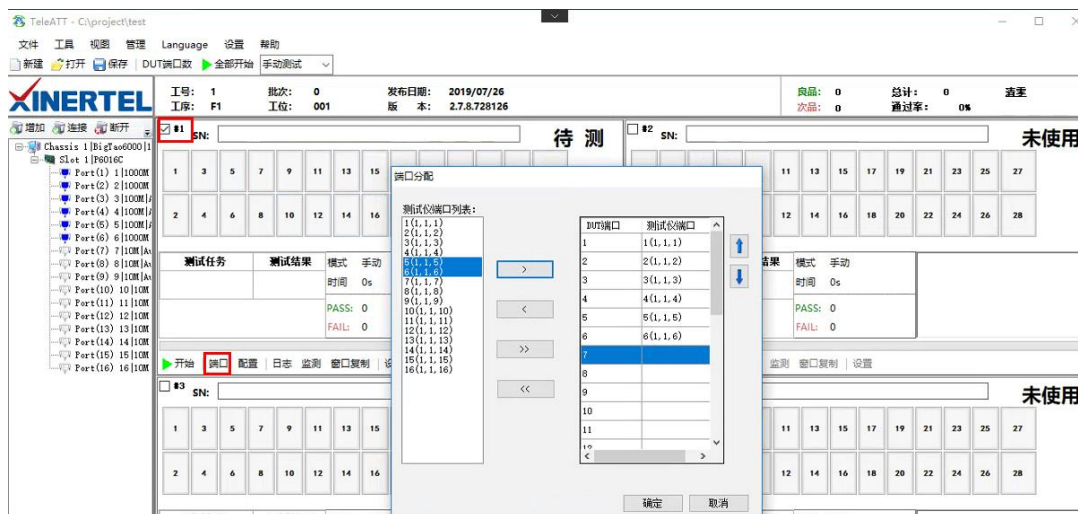 TeleATT - C:\project\test
文件 工具 视图 管理 Language 设置 帮助
新建 打开 保存 DUT端口数 全部开始 手动测试
XINERTEL
工号: 1 批次: 0 发布日期: 2019/07/26 良品: 0 总计: 0 查看
工序: F1 工位: 001 版 本: 2.7.8.728126 次品: 0 通过率: 0%
增加 连接 断开
Chassis 1|BigTao6000|1
Slot 1|P6016C
Port(1) 1|1000M
Port(2) 2|1000M
Port(3) 3|1000M|A
Port(4) 4|1000M|A
Port(5) 5|1000M|A
Port(6) 6|1000M
Port(7) 7|10M|Au
Port(8) 8|10M|Au
Port(9) 9|10M|Au
Port(10) 10|10M
Port(11) 11|10M
Port(12) 12|10M
Port(13) 13|10M
Port(14) 14|10M
Port(15) 15|10M
Port(16) 16|10M
#1 SN: 待 测
1 3 5 7 9 11 13 15
2 4 6 8 10 12 14 16
测试任务 测试结果 模式 手动
时间 0s
PASS: 0
FAIL: 0
开始 端口 配置 日志 监测 窗口复制
#2 SN: 未使用
11 13 15 17 19 21 23 25 27
12 14 16 18 20 22 24 26 28
结果 模式 手动
时间 0s
PASS: 0
FAIL: 0
监测 窗口复制 设置
#3 SN:
1 3 5 7 9 11 13 15
2 4 6 8 10 12 14 16
未使用
11 13 15 17 19 21 23 25 27
12 14 16 18 20 22 24 26 28
端口分配
测试仪端口列表:
1(1,1,1)
2(1,1,2)
3(1,1,3)
4(1,1,4)
5(1,1,5)
6(1,1,6)
7(1,1,7)
8(1,1,8)
9(1,1,9)
10(1,1,10)
11(1,1,11)
12(1,1,12)
13(1,1,13)
14(1,1,14)
15(1,1,15)
16(1,1,16)
>
<
>>
<<
DUT端口 测试仪端口
1 1(1,1,1)
2 2(1,1,2)
3 3(1,1,3)
4 4(1,1,4)
5 5(1,1,5)
6 6(1,1,6)
7
8
9
10
11
确定 取消